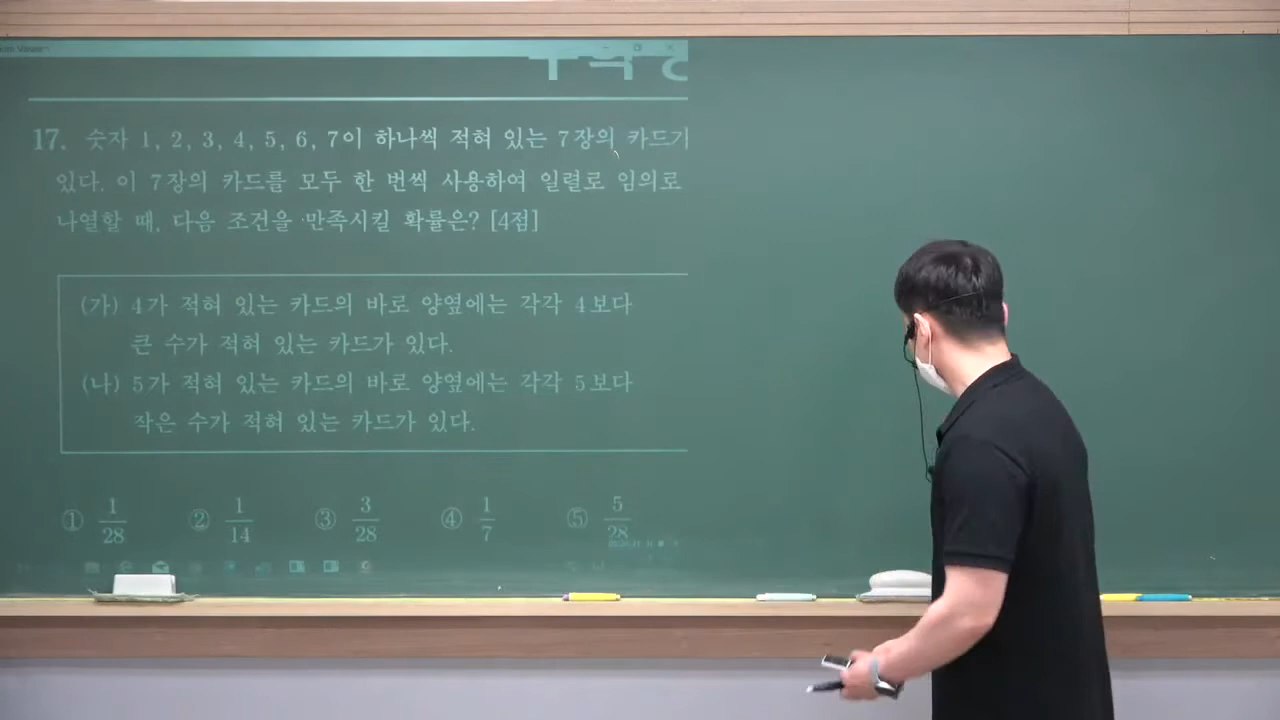 17. 숫자 1, 2, 3, 4, 5, 6, 7이 하나씩 적혀 있는 7장의 카드가
있다. 이 7장의 카드를 모두 한 번씩 사용하여 일렬로 임의로
나열할 때, 다음 조건을 만족시킬 확률은? [4점]
(가) 4가 적혀 있는 카드의 바로 양옆에는 각각 4보다
큰 수가 적혀 있는 카드가 있다.
(나) 5가 적혀 있는 카드의 바로 양옆에는 각각 5보다
작은 수가 적혀 있는 카드가 있다.
① 1/28 ② 1/14 ③ 3/28 ④ 1/7 ⑤ 5/28